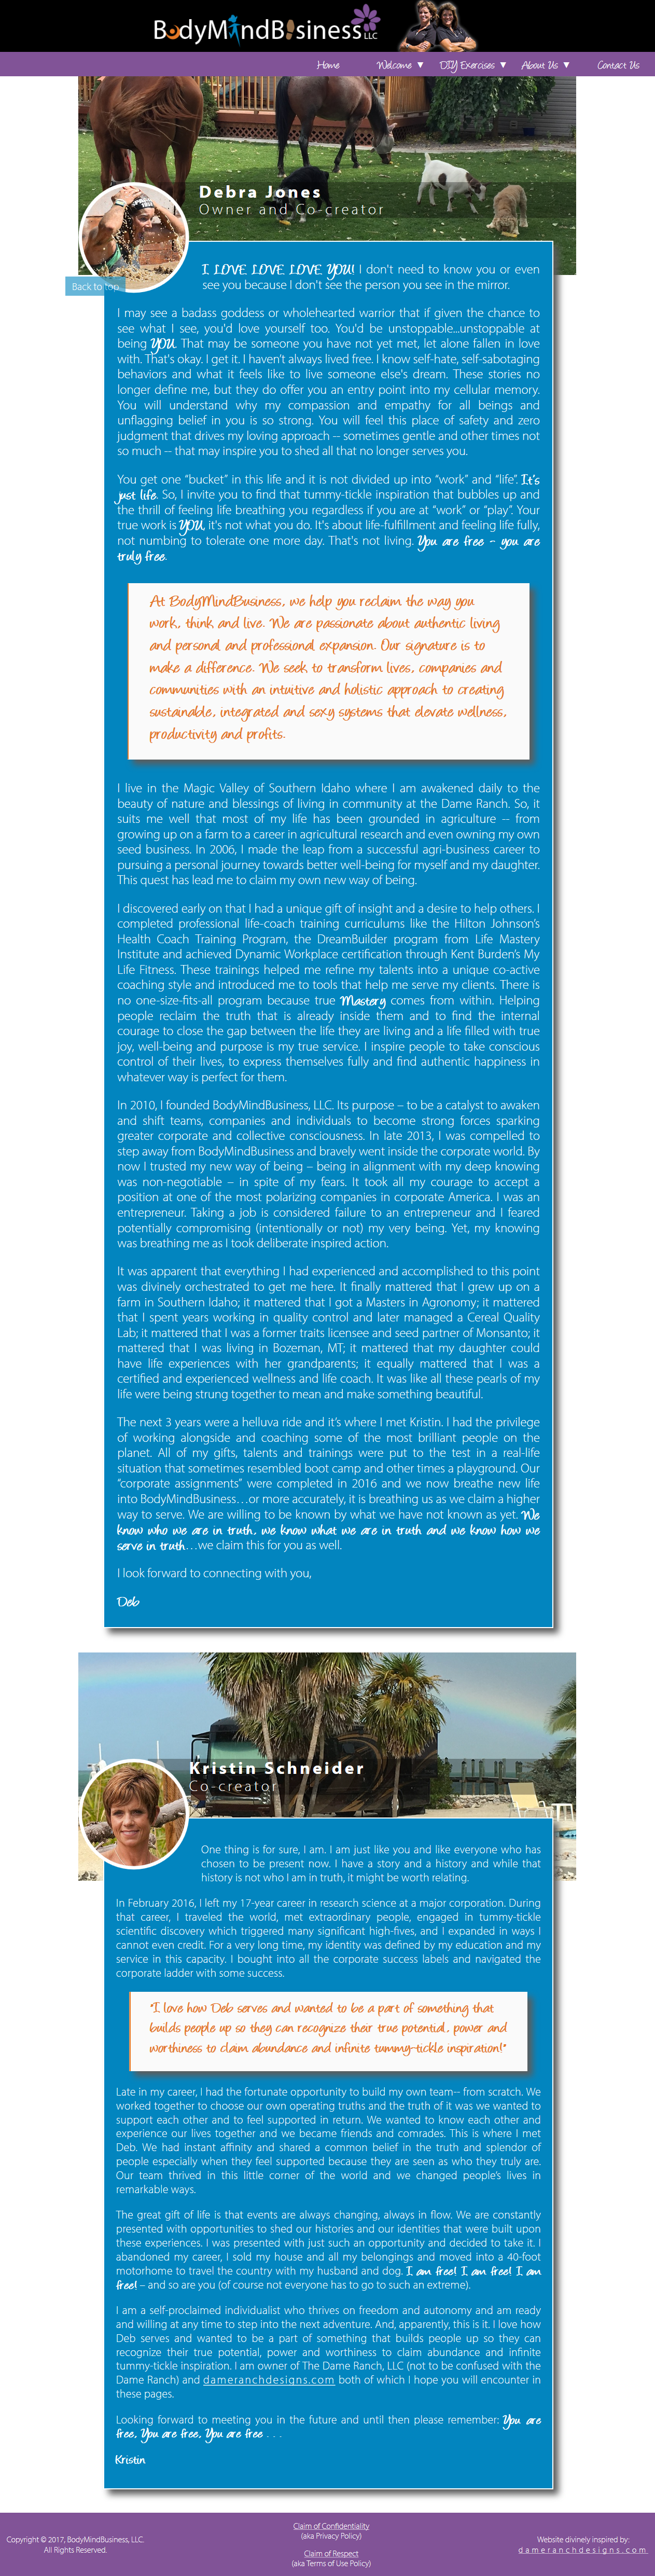 BodyMindBusiness LLC
Home Welcome ▼ DIY Exercises ▼ About Us ▼ Contact Us
Debra Jones
Owner and Co-creator
Back to top
I LOVE LOVE LOVE YOU! I don't need to know you or even
see you because I don't see the person you see in the mirror.
I may see a badass goddess or wholehearted warrior that if given the chance to
see what I see, you'd love yourself too. You'd be unstoppable...unstoppable at
being YOU. That may be someone you have not yet met, let alone fallen in love
with. That's okay. I get it. I haven't always lived free. I know self-hate, self-sabotaging
behaviors and what it feels like to live someone else's dream. These stories no
longer define me, but they do offer you an entry point into my cellular memory.
You will understand why my compassion and empathy for all beings and
unflagging belief in you is so strong. You will feel this place of safety and zero
judgment that drives my loving approach -- sometimes gentle and other times not
so much -- that may inspire you to shed all that no longer serves you.
You get one “bucket” in this life and it is not divided up into “work” and “life”. It's
just life. So, I invite you to find that tummy-tickle inspiration that bubbles up and
the thrill of feeling life breathing you regardless if you are at “work” or “play”. Your
true work is YOU, it's not what you do. It's about life-fulfillment and feeling life fully,
not numbing to tolerate one more day. That's not living. You are free - you are
truly free.
At BodyMindBusiness, we help you reclaim the way you
work, think and live. We are passionate about authentic living
and personal and professional expansion. Our signature is to
make a difference. We seek to transform lives, companies and
communities with an intuitive and holistic approach to creating
sustainable, integrated and sexy systems that elevate wellness,
productivity and profits.
I live in the Magic Valley of Southern Idaho where I am awakened daily to the
beauty of nature and blessings of living in community at the Dame Ranch. So, it
suits me well that most of my life has been grounded in agriculture -- from
growing up on a farm to a career in agricultural research and even owning my own
seed business. In 2006, I made the leap from a successful agri-business career to
pursuing a personal journey towards better well-being for myself and my daughter.
This quest has lead me to claim my own new way of being.
I discovered early on that I had a unique gift of insight and a desire to help others. I
completed professional life-coach training curriculums like the Hilton Johnson’s
Health Coach Training Program, the DreamBuilder program from Life Mastery
Institute and achieved Dynamic Workplace certification through Kent Burden’s My
Life Fitness. These trainings helped me refine my talents into a unique co-active
coaching style and introduced me to tools that help me serve my clients. There is
no one-size-fits-all program because true Mastery comes from within. Helping
people reclaim the truth that is already inside them and to find the internal
courage to close the gap between the life they are living and a life filled with true
joy, well-being and purpose is my true service. I inspire people to take conscious
control of their lives, to express themselves fully and find authentic happiness in
whatever way is perfect for them.
In 2010, I founded BodyMindBusiness, LLC. Its purpose – to be a catalyst to awaken
and shift teams, companies and individuals to become strong forces sparking
greater corporate and collective consciousness. In late 2013, I was compelled to
step away from BodyMindBusiness and bravely went inside the corporate world. By
now I trusted my new way of being – being in alignment with my deep knowing
was non-negotiable – in spite of my fears. It took all my courage to accept a
position at one of the most polarizing companies in corporate America. I was an
entrepreneur. Taking a job is considered failure to an entrepreneur and I feared
potentially compromising (intentionally or not) my very being. Yet, my knowing
was breathing me as I took deliberate inspired action.
It was apparent that everything I had experienced and accomplished to this point
was divinely orchestrated to get me here. It finally mattered that I grew up on a
farm in Southern Idaho; it mattered that I got a Masters in Agronomy; it mattered
that I spent years working in quality control and later managed a Cereal Quality
Lab; it mattered that I was a former traits licensee and seed partner of Monsanto; it
mattered that I was living in Bozeman, MT; it mattered that my daughter could
have life experiences with her grandparents; it equally mattered that I was a
certified and experienced wellness and life coach. It was like all these pearls of my
life were being strung together to mean and make something beautiful.
The next 3 years were a helluva ride and it’s where I met Kristin. I had the privilege
of working alongside and coaching some of the most brilliant people on the
planet. All of my gifts, talents and trainings were put to the test in a real-life
situation that sometimes resembled boot camp and other times a playground. Our
“corporate assignments” were completed in 2016 and we now breathe new life
into BodyMindBusiness…or more accurately, it is breathing us as we claim a higher
way to serve. We are willing to be known by what we have not known as yet. We
know who we are in truth, we know what we are in truth and we know how we
serve in truth…we claim this for you as well.
I look forward to connecting with you,
Deb
Kristin Schneider
Co-creator
One thing is for sure, I am. I am just like you and like everyone who has
chosen to be present now. I have a story and a history and while that
history is not who I am in truth, it might be worth relating.
In February 2016, I left my 17-year career in research science at a major corporation. During
that career, I traveled the world, met extraordinary people, engaged in tummy-tickle
scientific discovery which triggered many significant high-fives, and I expanded in ways I
cannot even credit. For a very long time, my identity was defined by my education and my
service in this capacity. I bought into all the corporate success labels and navigated the
corporate ladder with some success.
"I love how Deb serves and wanted to be a part of something that
builds people up so they can recognize their true potential, power and
worthiness to claim abundance and infinite tummy-tickle inspiration!"
Late in my career, I had the fortunate opportunity to build my own team-- from scratch. We
worked together to choose our own operating truths and the truth of it was we wanted to
support each other and to feel supported in return. We wanted to know each other and
experience our lives together and we became friends and comrades. This is where I met
Deb. We had instant affinity and shared a common belief in the truth and splendor of
people especially when they feel supported because they are seen as who they truly are.
Our team thrived in this little corner of the world and we changed people’s lives in
remarkable ways.
The great gift of life is that events are always changing, always in flow. We are constantly
presented with opportunities to shed our histories and our identities that were built upon
these experiences. I was presented with just such an opportunity and decided to take it. I
abandoned my career, I sold my house and all my belongings and moved into a 40-foot
motorhome to travel the country with my husband and dog. I am free! I am free! I am
free! – and so are you (of course not everyone has to go to such an extreme).
I am a self-proclaimed individualist who thrives on freedom and autonomy and am ready
and willing at any time to step into the next adventure. And, apparently, this is it. I love how
Deb serves and wanted to be a part of something that builds people up so they can
recognize their true potential, power and worthiness to claim abundance and infinite
tummy-tickle inspiration. I am owner of The Dame Ranch, LLC (not to be confused with the
Dame Ranch) and dameranchdesigns.com both of which I hope you will encounter in
these pages.
Looking forward to meeting you in the future and until then please remember: You are
free, You are free, You are free . . .
Kristin
Copyright © 2017, BodyMindBusiness, LLC.
All Rights Reserved.
Claim of Confidentiality
(aka Privacy Policy)
Claim of Respect
(aka Terms of Use Policy)
Website divinely inspired by:
dameranchdesigns.com